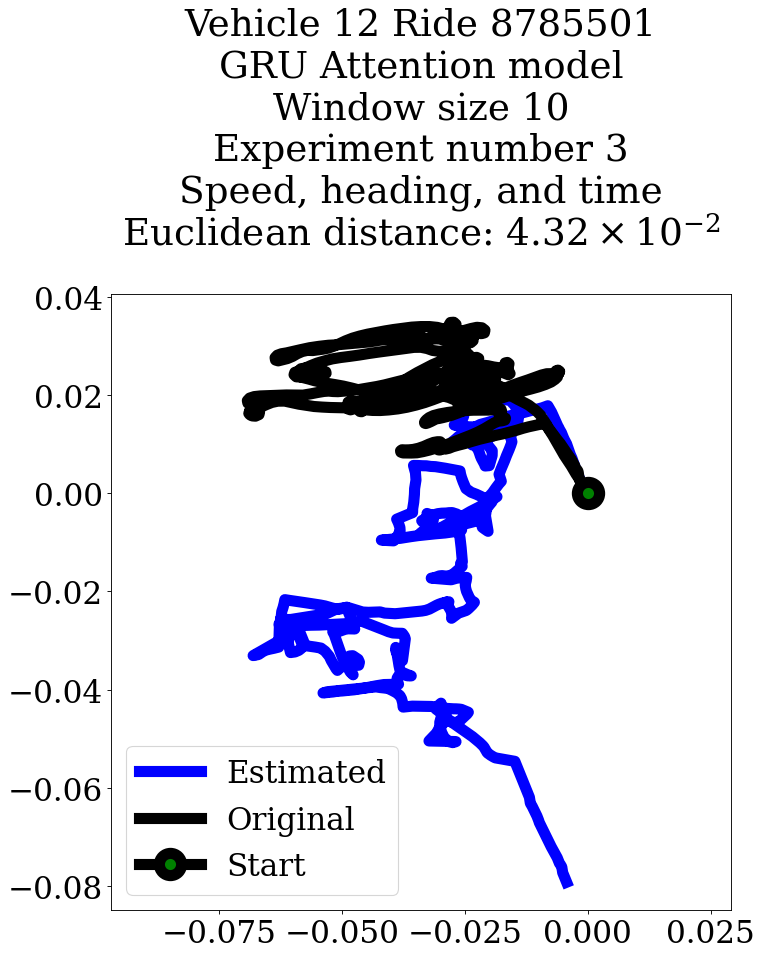 Vehicle 12 Ride 8785501
GRU Attention model
Window size 10
Experiment number 3
Speed, heading, and time
Euclidean distance: 4.32 × 10⁻²
0.04
0.02
0.00
−0.02
−0.04
−0.06
−0.08
Estimated
Original
Start
−0.075 −0.050 −0.025 0.000 0.025